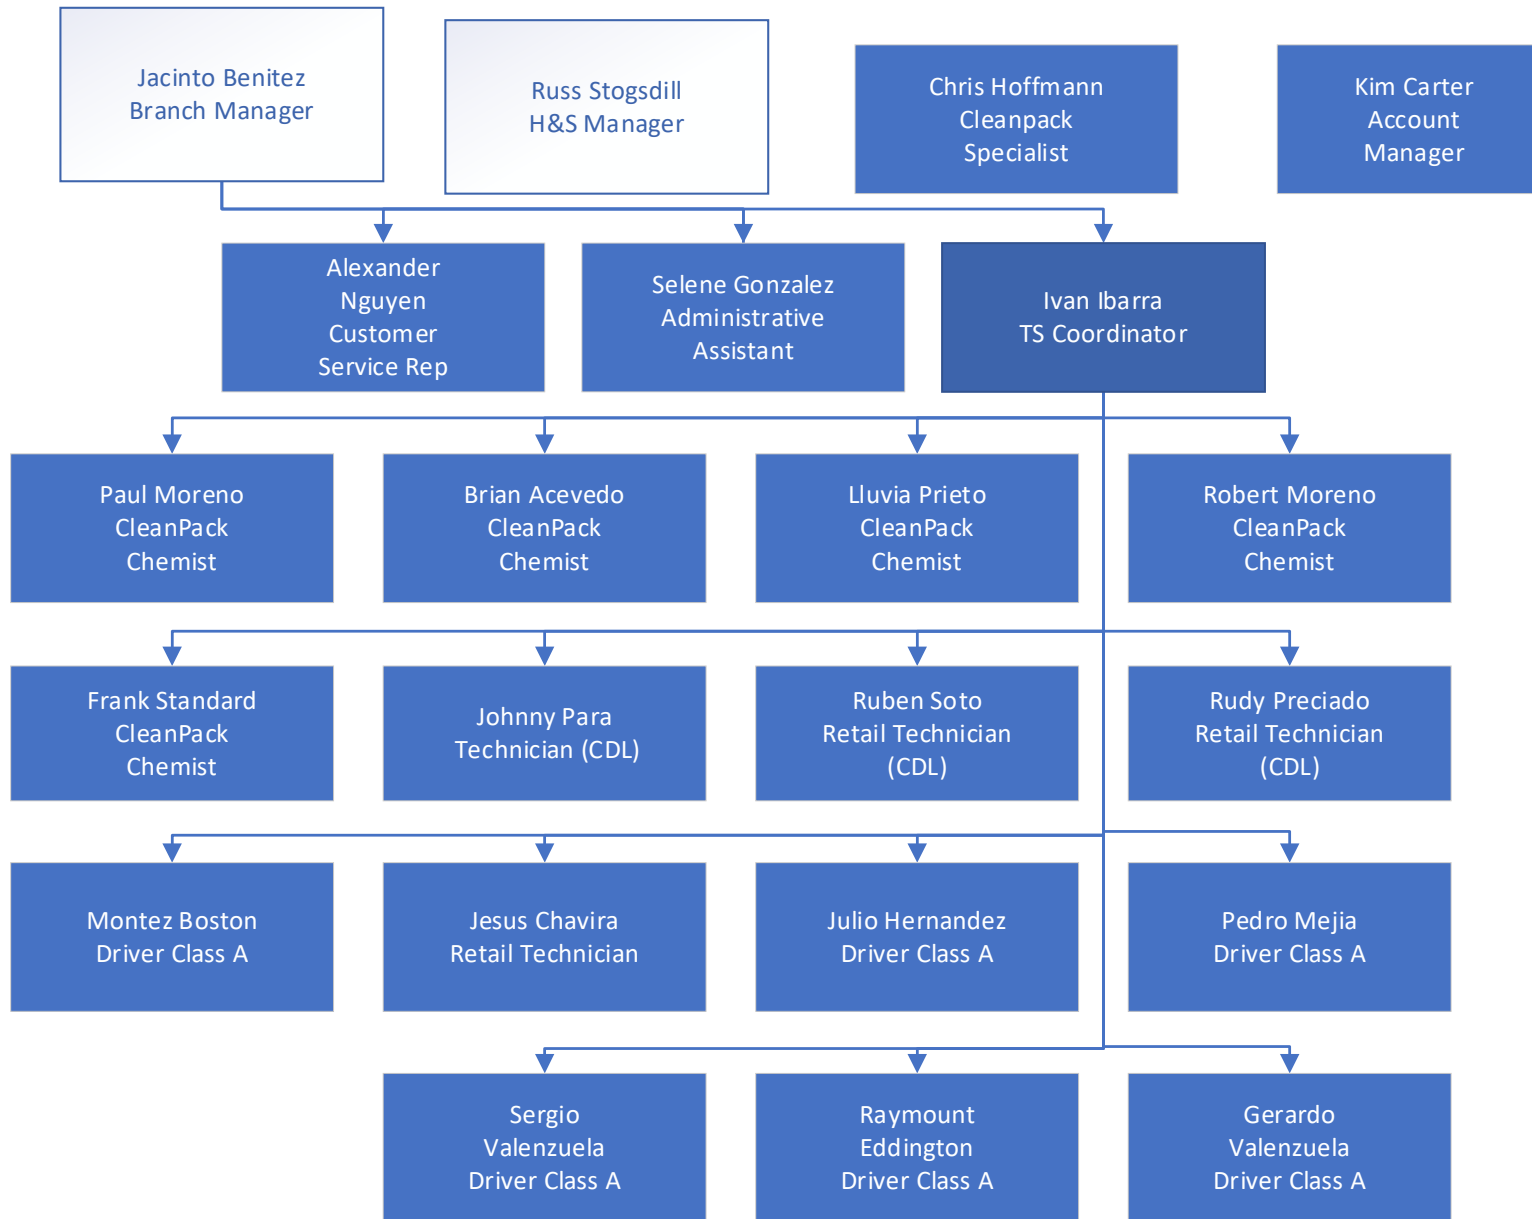 Jacinto Benitez
Branch Manager
Russ Stogsdill
H&S Manager
Chris Hoffmann
Cleanpack
Specialist
Kim Carter
Account
Manager
Alexander
Nguyen
Customer
Service Rep
Selene Gonzalez
Administrative
Assistant
Ivan Ibarra
TS Coordinator
Paul Moreno
CleanPack
Chemist
Brian Acevedo
CleanPack
Chemist
Lluvia Prieto
CleanPack
Chemist
Robert Moreno
CleanPack
Chemist
Frank Standard
CleanPack
Chemist
Johnny Para
Technician (CDL)
Ruben Soto
Retail Technician
(CDL)
Rudy Preciado
Retail Technician
(CDL)
Montez Boston
Driver Class A
Jesus Chavira
Retail Technician
Julio Hernandez
Driver Class A
Pedro Mejia
Driver Class A
Sergio
Valenzuela
Driver Class A
Raymount
Eddington
Driver Class A
Gerardo
Valenzuela
Driver Class A